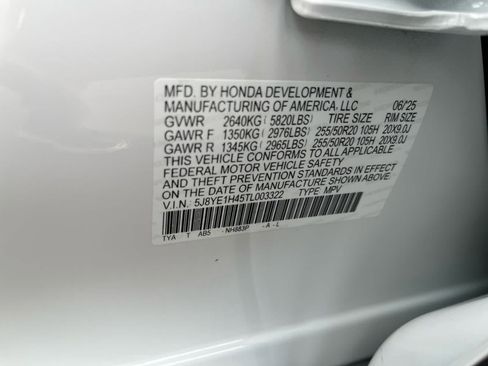 MFD. BY HONDA DEVELOPMENT &
MANUFACTURING OF AMERICA, LLC 06/25
GVWR 2640KG ( 5820LBS) TIRE SIZE RIM SIZE
GAWR F 1350KG ( 2976LBS) 255/50R20 105H 20X9.0J
GAWR R 1345KG ( 2965LBS) 255/50R20 105H 20X9.0J
THIS VEHICLE CONFORMS TO ALL APPLICABLE
FEDERAL MOTOR VEHICLE SAFETY
AND THEFT PREVENTION STANDARDS IN EFFECT
ON THE DATE OF MANUFACTURE SHOWN ABOVE.
V.I.N.: 5J8YE1H45TL003322 TYPE MPV
TYA T AB5 NH883P -A -L